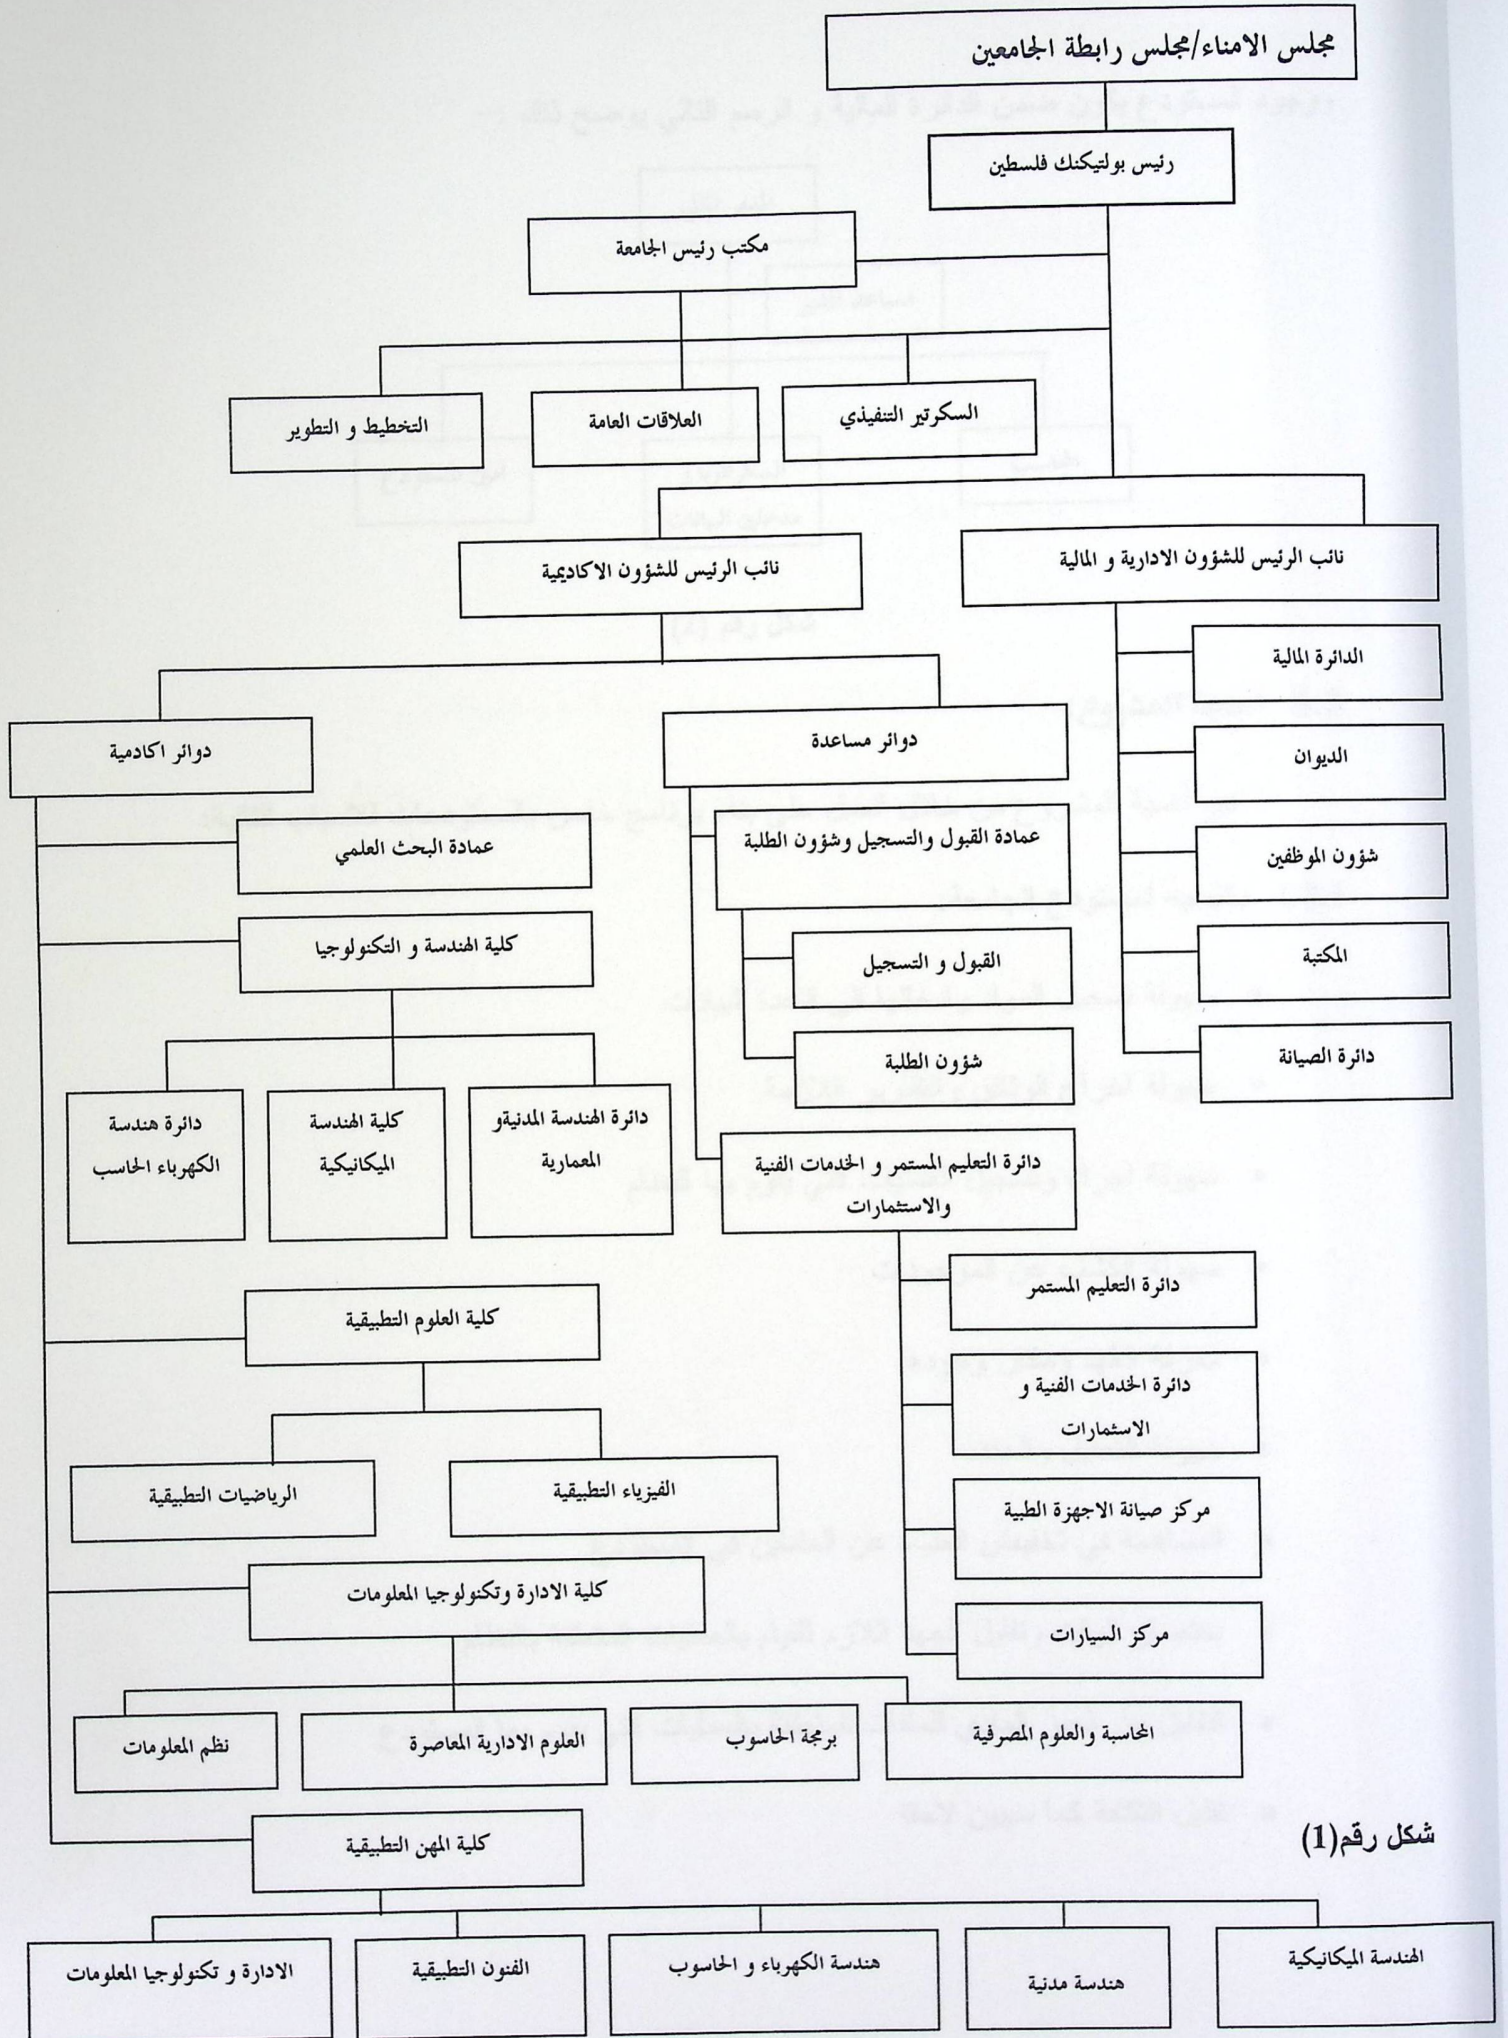 مجلس الامناء/مجلس رابطة الجامعين
رئيس بولتيكنك فلسطين
مكتب رئيس الجامعة
السكرتير التنفيذي
العلاقات العامة
التخطيط و التطوير
نائب الرئيس للشؤون الادارية و المالية
نائب الرئيس للشؤون الاكاديمية
الدائرة المالية
الديوان
شؤون الموظفين
المكتبة
دائرة الصيانة
دوائر مساعدة
دوائر اكادمية
عمادة القبول والتسجيل وشؤون الطلبة
القبول و التسجيل
شؤون الطلبة
دائرة التعليم المستمر و الخدمات الفنية
والاستثمارات
دائرة التعليم المستمر
دائرة الخدمات الفنية و
الاسثمارات
مركز صيانة الاجهزة الطبية
مركز السيارات
عمادة البحث العلمي
كلية الهندسة و التكنولوجيا
دائرة الهندسة المدنيةو
المعمارية
كلية الهندسة
الميكانيكية
دائرة هندسة
الكهرباء الحاسب
كلية العلوم التطبيقية
الفيزياء التطبيقية
الرياضيات التطبيقية
كلية الادارة وتكنولوجيا المعلومات
المحاسبة والعلوم المصرفية
برمجة الحاسوب
العلوم الادارية المعاصرة
نظم المعلومات
كلية المهن التطبيقية
شكل رقم(1)
الهندسة الميكانيكية
هندسة مدنية
هندسة الكهرباء و الحاسوب
الفنون التطبيقية
الادارة و تكنولوجيا المعلومات